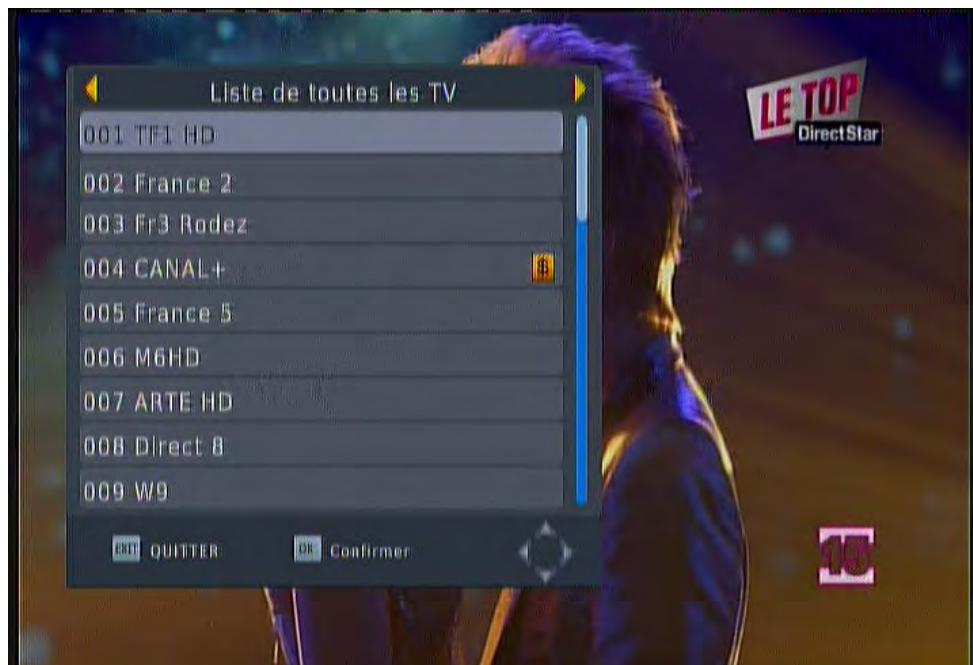 Liste de toutes les TV
001 TF1 HD
002 France 2
003 Fr3 Rodez
004 CANAL+ $
005 France 5
006 M6HD
007 ARTE HD
008 Direct 8
009 W9
EXIT QUITTER
OK Confirmer
LE TOP
DirectStar
15